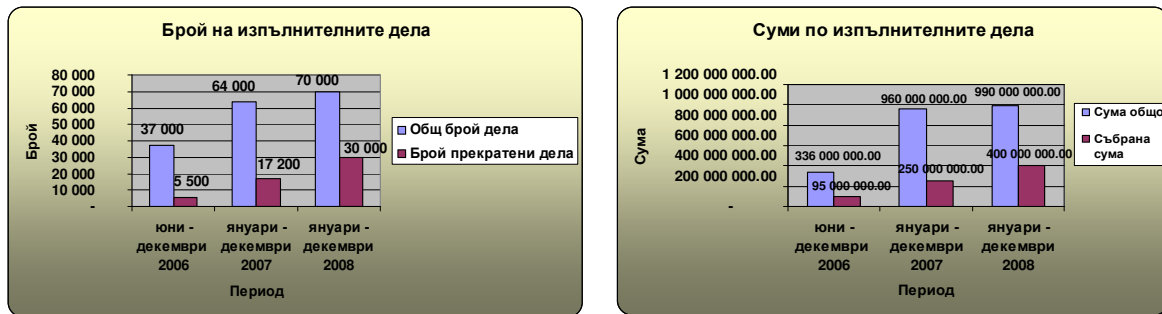 Брой на изпълнителните дела
80 000
70 000
60 000
50 000
40 000
30 000
20 000
10 000
-
Брой
37 000
5 500
64 000
17 200
70 000
30 000
юни -
декември
2006
януари -
декември
2007
януари -
декември
2008
Период
Общ брой дела
Брой прекратени дела
Суми по изпълнителните дела
1 200 000 000.00
1 000 000 000.00
800 000 000.00
600 000 000.00
400 000 000.00
200 000 000.00
-
Сума
336 000 000.00
95 000 000.00
960 000 000.00
250 000 000.00
990 000 000.00
400 000 000.00
юни -
декември
2006
януари -
декември
2007
януари -
декември
2008
Период
Сума общо
Събрана
сума